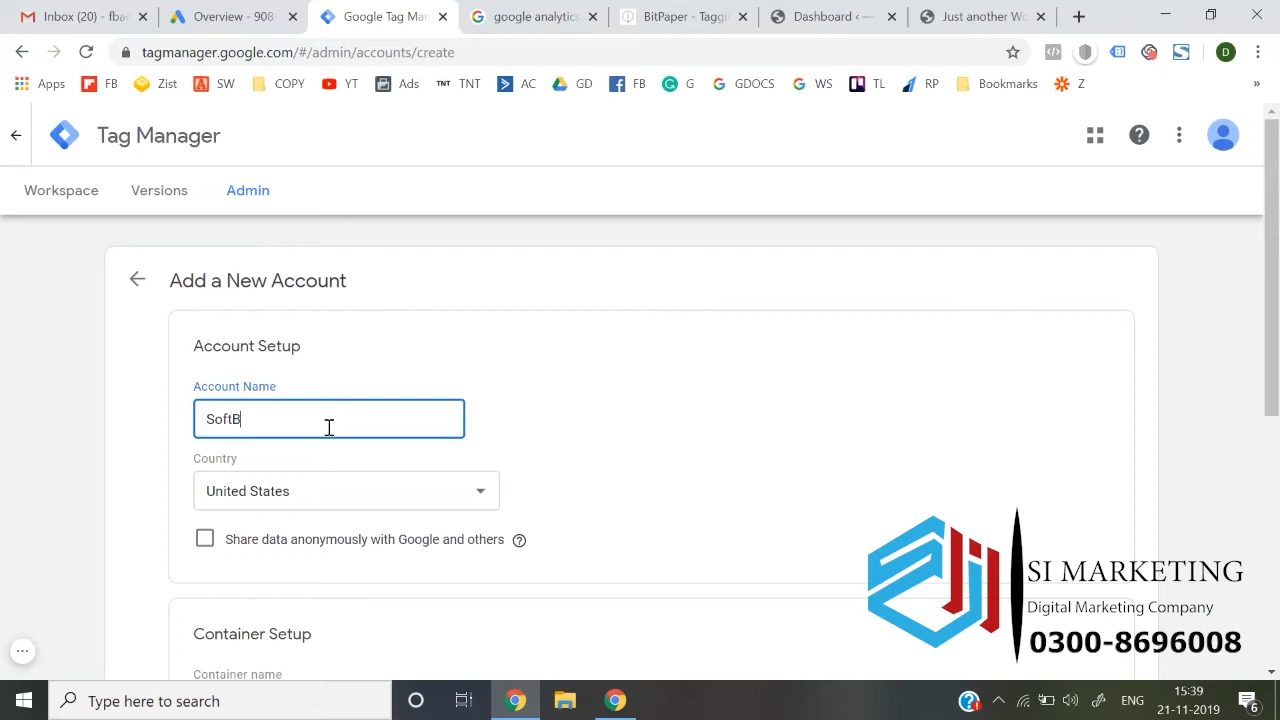 Inbox (20) - fba
Overview - 908
Google Tag Ma
google analytics
BitPaper - Taggi
Dashboard ‹ —
Just another Wo
tagmanager.google.com/#/admin/accounts/create
D
Apps
FB
Zist
SW
COPY
YT
Ads
TNT TNT
AC
GD
FB
G
GDOCS
WS
TL
RP
Bookmarks
Z
»
Tag Manager
Workspace
Versions
Admin
Add a New Account
Account Setup
Account Name
SoftB
Country
United States
Share data anonymously with Google and others
Container Setup
Container name
SI MARKETING
Digital Marketing Company
0300-8696008
Type here to search
ENG
15:39
21-11-2019
6